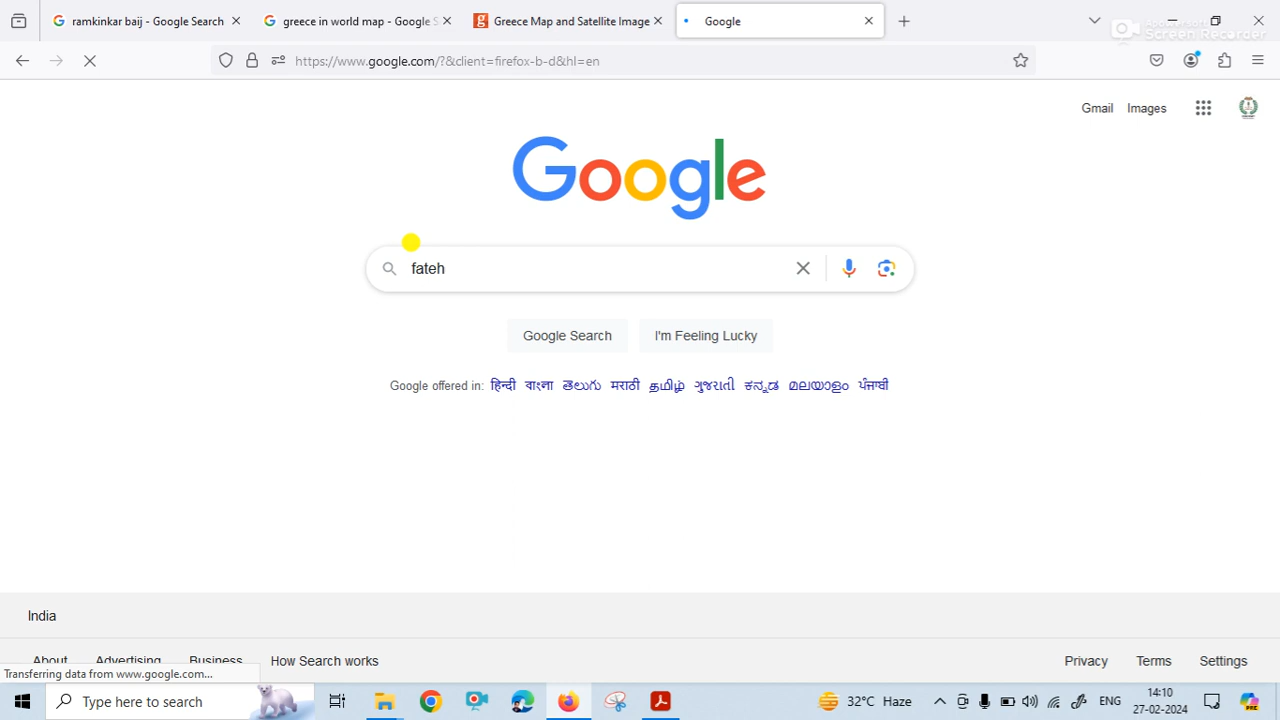 ramkinkar baij - Google Search
greece in world map - Google S
Greece Map and Satellite Image
Google
Screen Recorder
https://www.google.com/?&client=firefox-b-d&hl=en
Gmail Images
Google
fateh
Google Search I'm Feeling Lucky
Google offered in: हिन्दी বাংলা తెలుగు मराठी தமிழ் ગુજરાતી ಕನ್ನಡ മലയാളം ਪੰਜਾਬੀ
India
About Advertising Business How Search works Privacy Terms Settings
Transferring data from www.google.com...
Type here to search
32°C Haze
ENG
14:10
27-02-2024
PRE